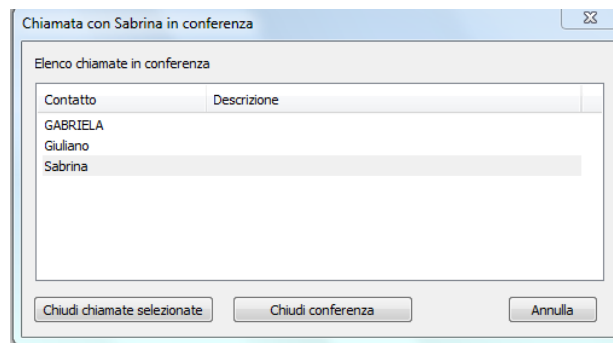 Chiamata con Sabrina in conferenza
Elenco chiamate in conferenza
Contatto Descrizione
GABRIELA
Giuliano
Sabrina
Chiudi chiamate selezionate Chiudi conferenza Annulla